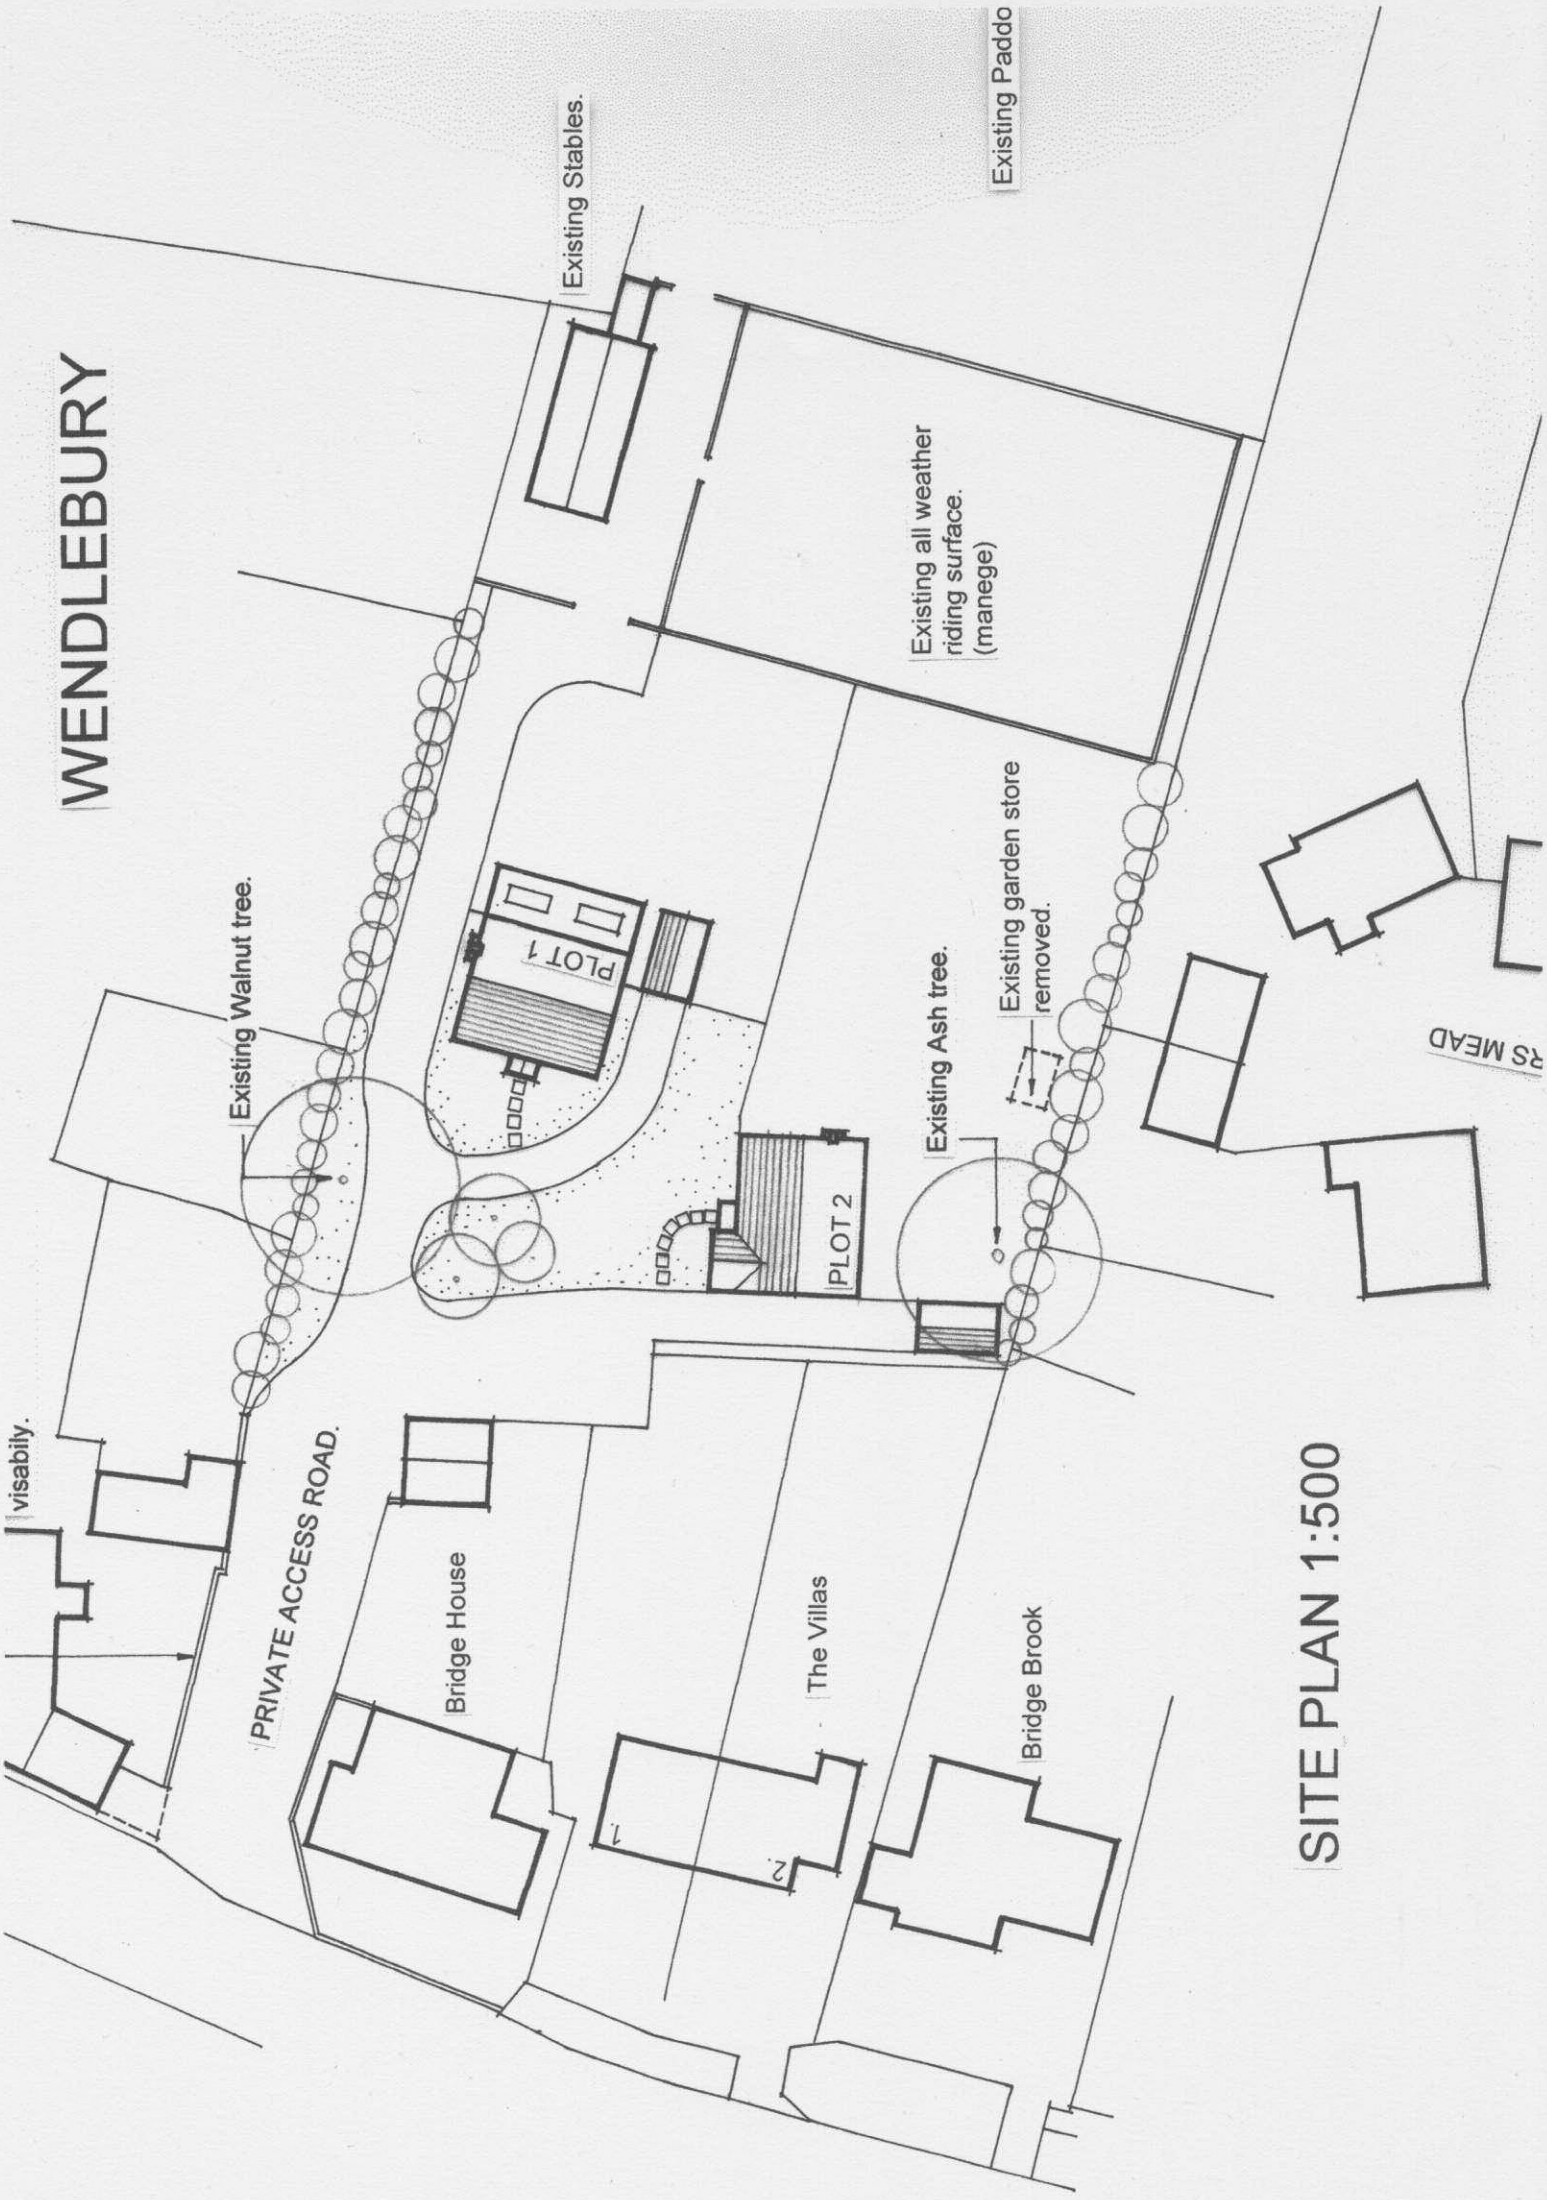 WENDLEBURY
visabily.
Existing Walnut tree.
Existing Stables.
PRIVATE ACCESS ROAD.
Bridge House
PLOT 1
Existing Paddo
1.
2.
The Villas
PLOT 2
Existing all weather
riding surface.
(manege)
Existing Ash tree.
Existing garden store
removed.
Bridge Brook
RS MEAD
SITE PLAN 1:500